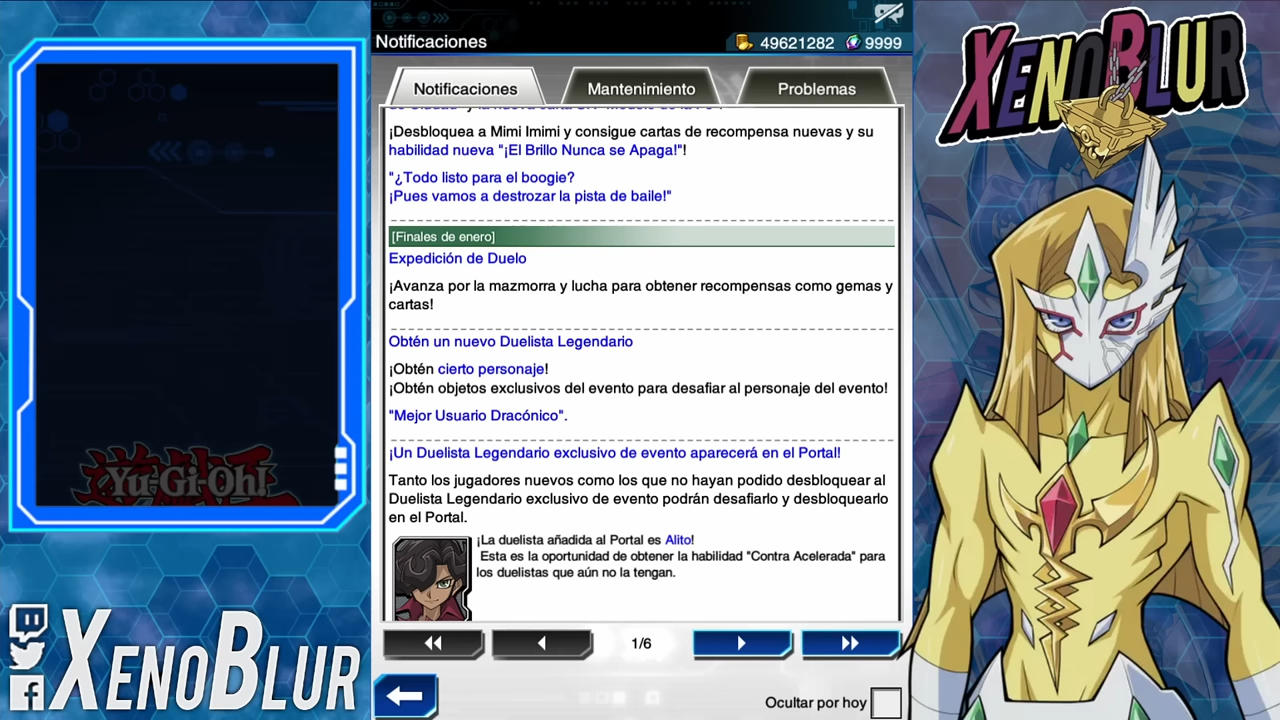 Notificaciones
49621282
9999
Notificaciones
Mantenimiento
Problemas
¡Desbloquea a Mimi Imimi y consigue cartas de recompensa nuevas y su
habilidad nueva "¡El Brillo Nunca se Apaga!"!
"¿Todo listo para el boogie?
¡Pues vamos a destrozar la pista de baile!"
[Finales de enero]
Expedición de Duelo
¡Avanza por la mazmorra y lucha para obtener recompensas como gemas y
cartas!
Obtén un nuevo Duelista Legendario
¡Obtén cierto personaje!
¡Obtén objetos exclusivos del evento para desafiar al personaje del evento!
"Mejor Usuario Dracónico".
¡Un Duelista Legendario exclusivo de evento aparecerá en el Portal!
Tanto los jugadores nuevos como los que no hayan podido desbloquear al
Duelista Legendario exclusivo de evento podrán desafiarlo y desbloquearlo
en el Portal.
¡La duelista añadida al Portal es Alito!
Esta es la oportunidad de obtener la habilidad "Contra Acelerada" para
los duelistas que aún no la tengan.
1/6
Ocultar por hoy
Yu-Gi-Oh!
XENOBLUR
XENOBLUR